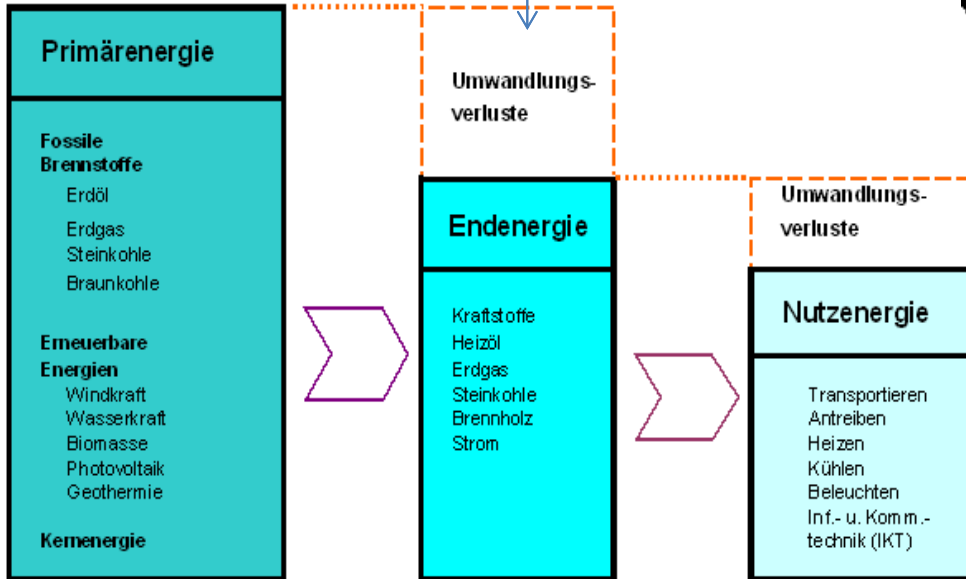 Primärenergie
Fossile
Brennstoffe
Erdöl
Erdgas
Steinkohle
Braunkohle
Erneuerbare
Energien
Windkraft
Wasserkraft
Biomasse
Photovoltaik
Geothermie
Kernenergie
Umwandlungs-
verluste
Endenergie
Kraftstoffe
Heizöl
Erdgas
Steinkohle
Brennholz
Strom
Umwandlungs-
verluste
Nutzenergie
Transportieren
Antreiben
Heizen
Kühlen
Beleuchten
Inf.- u. Komm.-
technik (IKT)